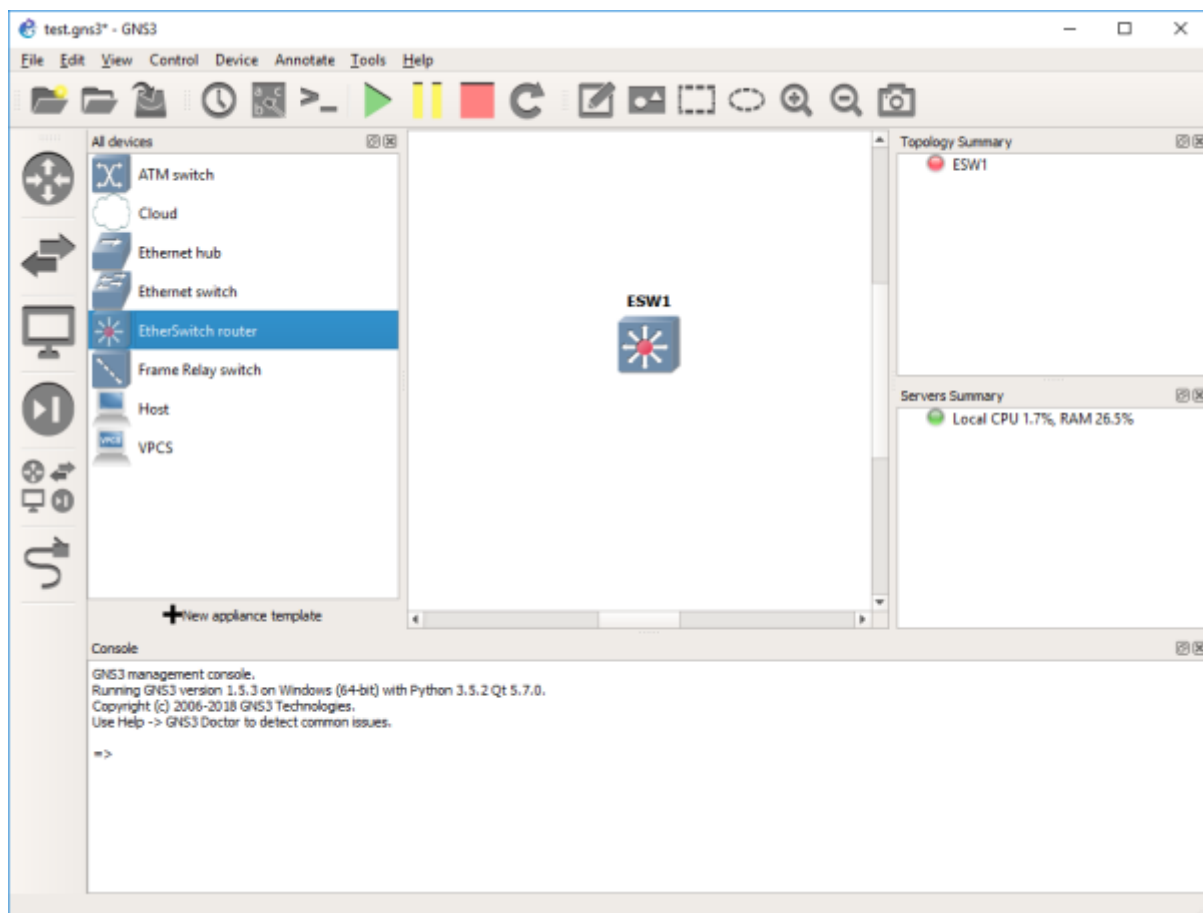 test.gns3* - GNS3
File Edit View Control Device Annotate Tools Help
All devices
ATM switch
Cloud
Ethernet hub
Ethernet switch
EtherSwitch router
Frame Relay switch
Host
VPCS
VPCS
New appliance template
ESW1
Topology Summary
ESW1
Servers Summary
Local CPU 1.7%, RAM 26.5%
Console
GNS3 management console.
Running GNS3 version 1.5.3 on Windows (64-bit) with Python 3.5.2 Qt 5.7.0.
Copyright (c) 2006-2018 GNS3 Technologies.
Use Help -> GNS3 Doctor to detect common issues.
=>